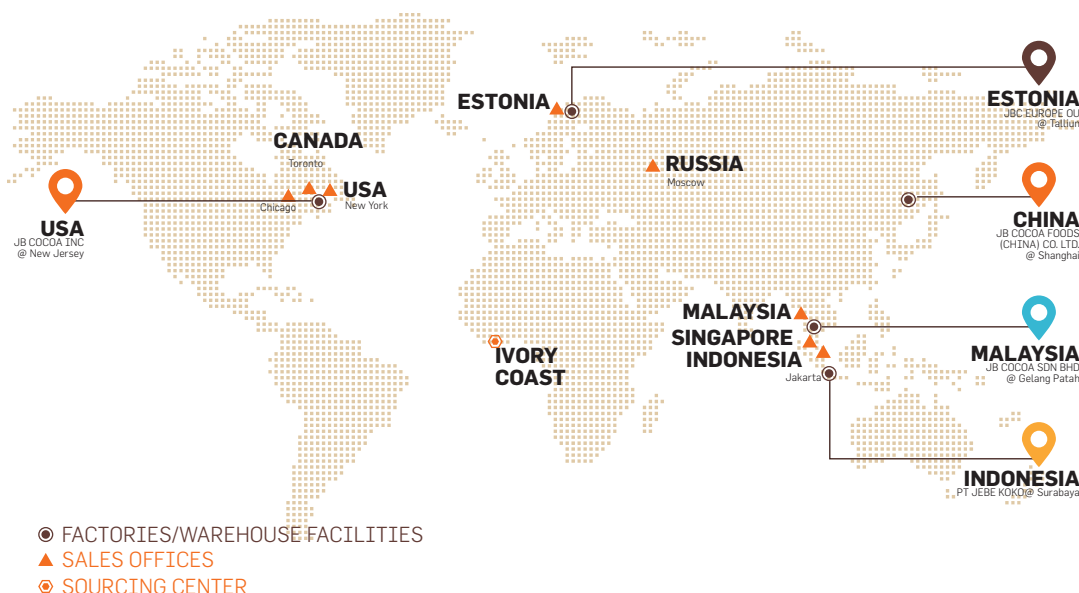 ESTONIA
ESTONIA
JBC EUROPE OU
@ Talliun
CANADA
Toronto
RUSSIA
Moscow
USA
New York
Chicago
USA
JB COCOA INC
@ New Jersey
CHINA
JB COCOA FOODS
(CHINA) CO. LTD.
@ Shanghai
MALAYSIA
SINGAPORE
INDONESIA
Jakarta
IVORY
COAST
MALAYSIA
JB COCOA SDN BHD
@ Gelang Patah
INDONESIA
PT JEBE KOKO@ Surabaya
FACTORIES/WAREHOUSE FACILITIES
SALES OFFICES
SOURCING CENTER